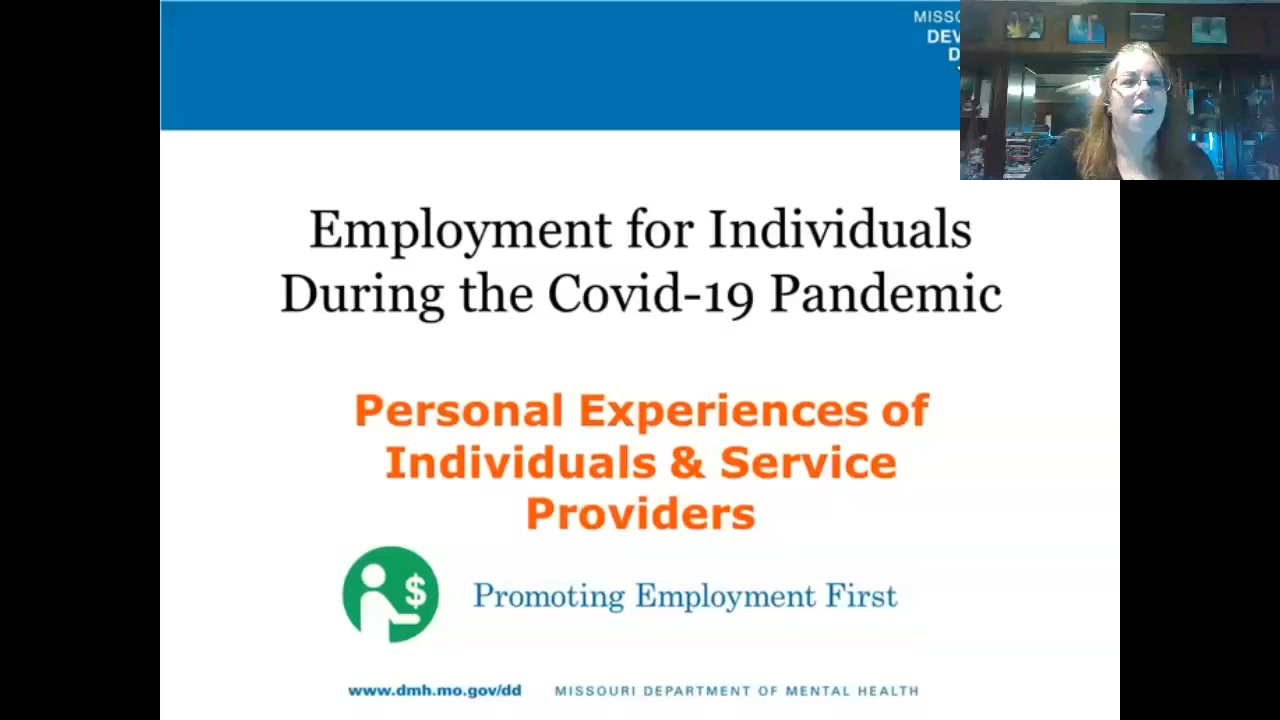 Employment for Individuals
During the Covid-19 Pandemic
Personal Experiences of
Individuals & Service
Providers
$
Promoting Employment First
www.dmh.mo.gov/dd MISSOURI DEPARTMENT OF MENTAL HEALTH